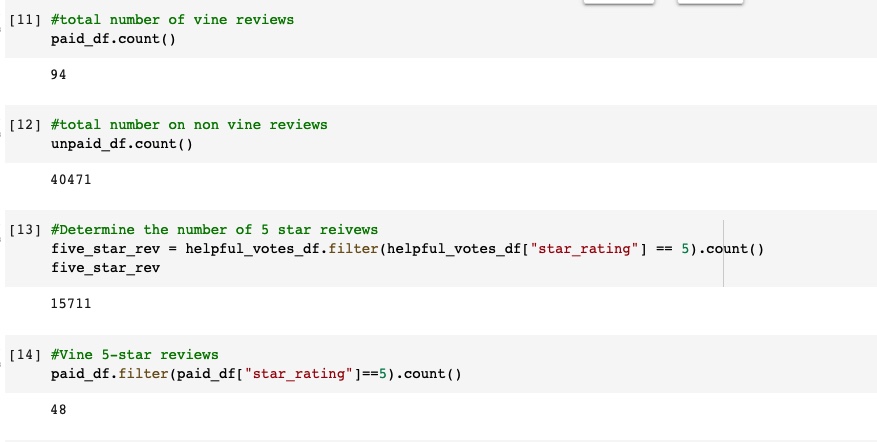 [11] #total number of vine reviews
paid_df.count()
94
[12] #total number on non vine reviews
unpaid_df.count()
40471
[13] #Determine the number of 5 star reivews
five_star_rev = helpful_votes_df.filter(helpful_votes_df["star_rating"] == 5).count()
five_star_rev
15711
[14] #Vine 5-star reviews
paid_df.filter(paid_df["star_rating"]==5).count()
48